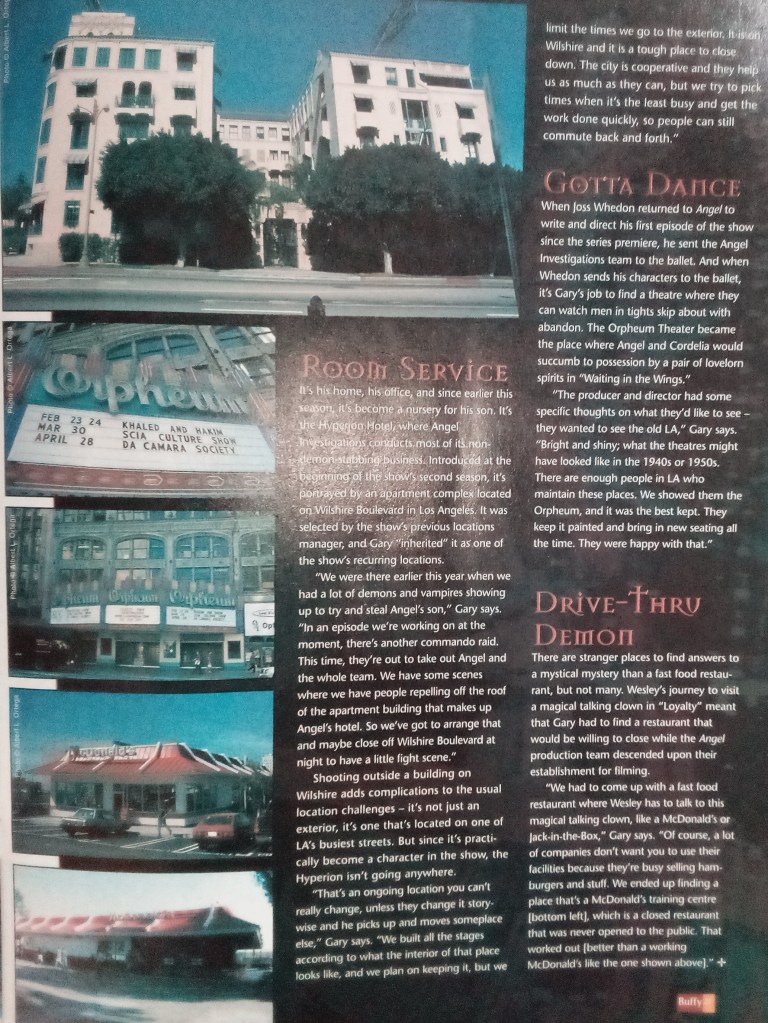 Photo © Albert L. Ortega
ROOM SERVICE
It's his home, his office, and since earlier this
season, it's become a nursery for his son. It's
the Hyperion Hotel, where Angel
Investigations conducts most of its non-
demon-stabbing business. Introduced at the
beginning of the show's second season, it's
portrayed by an apartment complex located
on Wilshire Boulevard in Los Angeles. It was
selected by the show's previous locations
manager, and Gary "inherited" it as one of
the show's recurring locations.
"We were there earlier this year when we
had a lot of demons and vampires showing
up to try and steal Angel's son," Gary says.
"In an episode we're working on at the
moment, there's another commando raid.
This time, they're out to take out Angel and
the whole team. We have some scenes
where we have people repelling off the roof
of the apartment building that makes up
Angel's hotel. So we've got to arrange that
and maybe close off Wilshire Boulevard at
night to have a little fight scene."
Shooting outside a building on
Wilshire adds complications to the usual
location challenges – it's not just an
exterior, it's one that's located on one of
LA's busiest streets. But since it's practi-
cally become a character in the show, the
Hyperion isn't going anywhere.
"That's an ongoing location you can't
really change, unless they change it story-
wise and he picks up and moves someplace
else," Gary says. "We built all the stages
according to what the interior of that place
looks like, and we plan on keeping it, but we
limit the times we go to the exterior. It is on
Wilshire and it is a tough place to close
down. The city is cooperative and they help
us as much as they can, but we try to pick
times when it's the least busy and get the
work done quickly, so people can still
commute back and forth."
GOTTA DANCE
When Joss Whedon returned to Angel to
write and direct his first episode of the show
since the series premiere, he sent the Angel
Investigations team to the ballet. And when
Whedon sends his characters to the ballet,
it's Gary's job to find a theatre where they
can watch men in tights skip about with
abandon. The Orpheum Theater became
the place where Angel and Cordelia would
succumb to possession by a pair of lovelorn
spirits in "Waiting in the Wings."
"The producer and director had some
specific thoughts on what they'd like to see –
they wanted to see the old LA," Gary says.
"Bright and shiny; what the theatres might
have looked like in the 1940s or 1950s.
There are enough people in LA who
maintain these places. We showed them the
Orpheum, and it was the best kept. They
keep it painted and bring in new seating all
the time. They were happy with that."
DRIVE-THRU
DEMON
There are stranger places to find answers to
a mystical mystery than a fast food restau-
rant, but not many. Wesley's journey to visit
a magical talking clown in "Loyalty" meant
that Gary had to find a restaurant that
would be willing to close while the Angel
production team descended upon their
establishment for filming.
"We had to come up with a fast food
restaurant where Wesley has to talk to this
magical talking clown, like a McDonald's or
Jack-in-the-Box," Gary says. "Of course, a lot
of companies don't want you to use their
facilities because they're busy selling ham-
burgers and stuff. We ended up finding a
place that's a McDonald's training centre
[bottom left], which is a closed restaurant
that was never opened to the public. That
worked out [better than a working
McDonald's like the one shown above]."
Photo © Albert L. Ortega
Orpheum
FEB 23 24 KHALED AND HAKIM
MAR 30 SCIA CULTURE SHOW
APRIL 28 DA CAMARA SOCIETY
Photo © Albert L. Ortega
Orpheum
Orpheum
Photo © Albert L. Ortega
McDonald's
Buffy